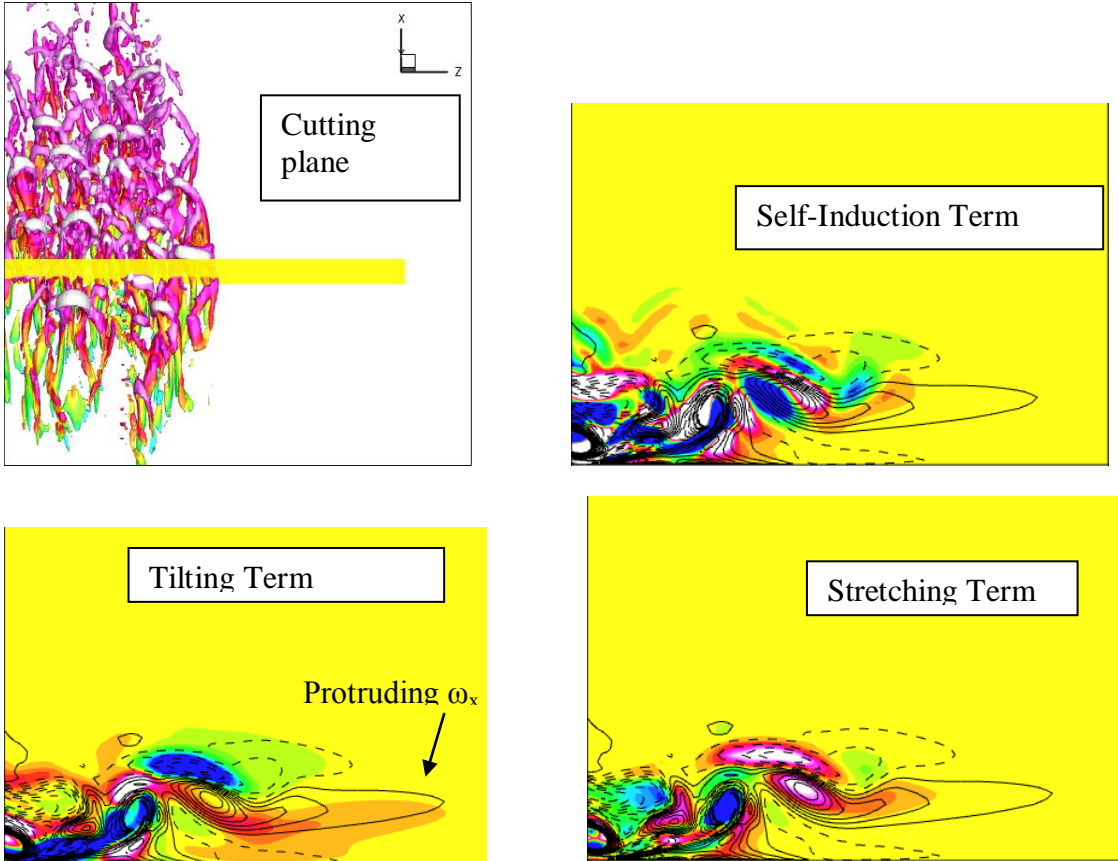 X
Z
Cutting
plane
Self-Induction Term
Tilting Term
Protruding ωx
Stretching Term